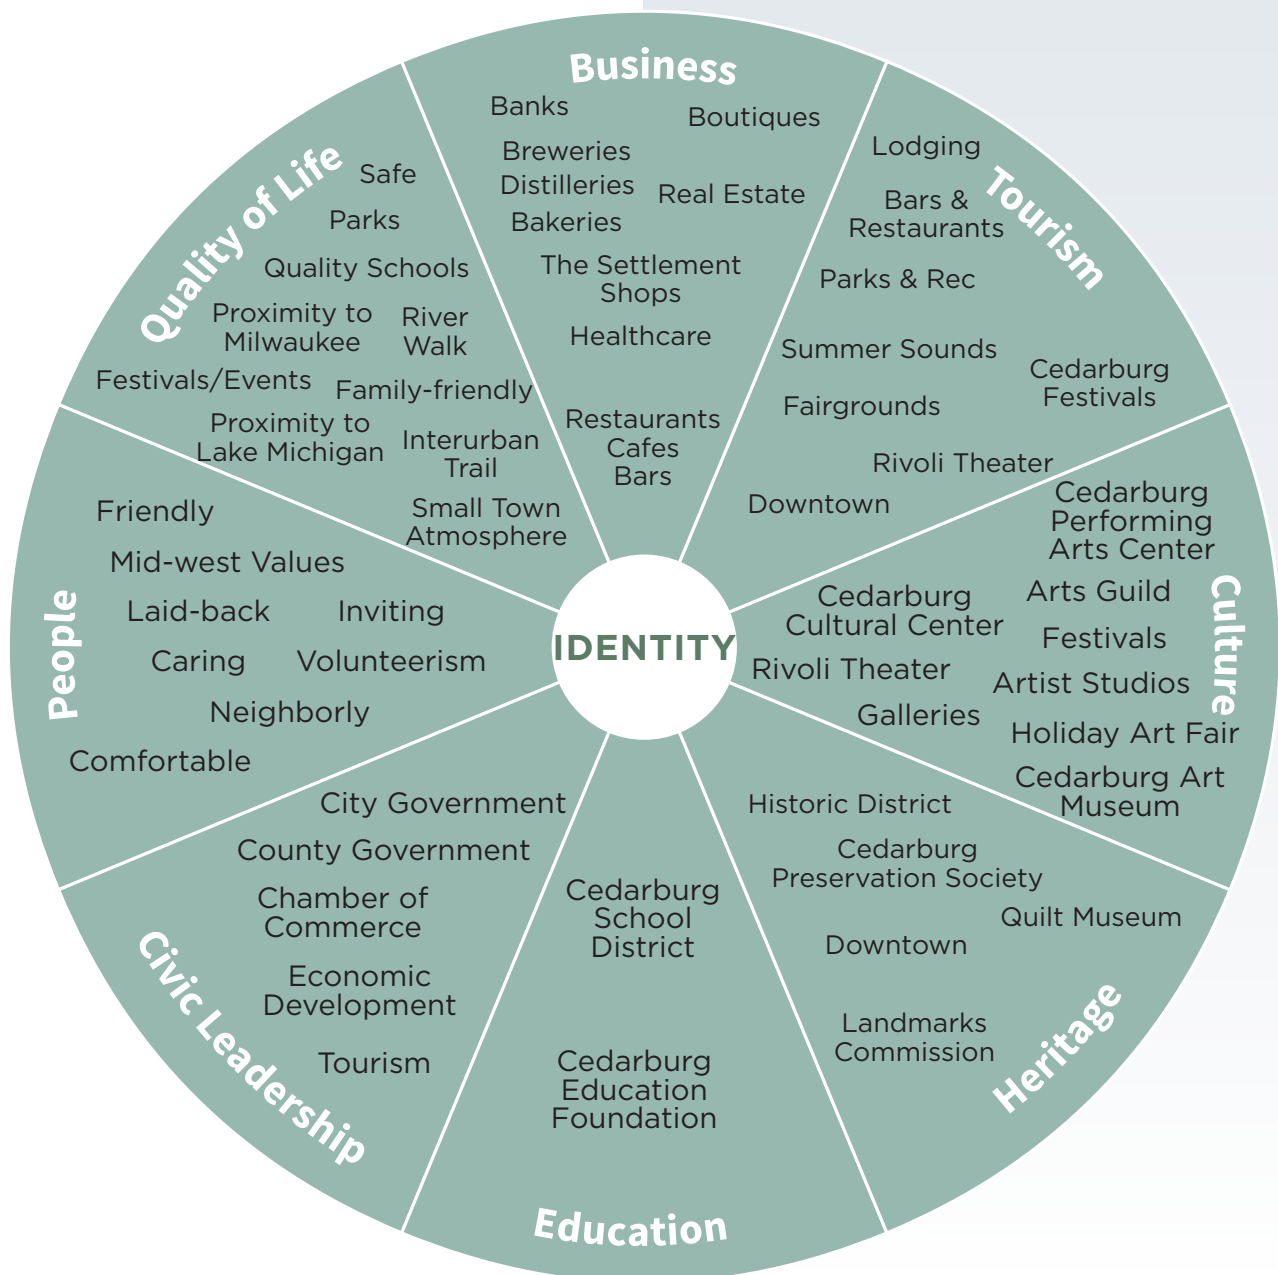 Business
Banks
Boutiques
Breweries
Distilleries
Real Estate
Bakeries
The Settlement
Shops
Healthcare
Restaurants
Cafes
Bars
Tourism
Lodging
Bars &
Restaurants
Parks & Rec
Summer Sounds
Cedarburg
Festivals
Fairgrounds
Rivoli Theater
Downtown
Culture
Cedarburg
Performing
Arts Center
Arts Guild
Cedarburg
Cultural Center
Festivals
Rivoli Theater
Artist Studios
Galleries
Holiday Art Fair
Cedarburg Art
Museum
Heritage
Historic District
Cedarburg
Preservation Society
Quilt Museum
Downtown
Landmarks
Commission
Education
Cedarburg
School
District
Cedarburg
Education
Foundation
Civic Leadership
City Government
County Government
Chamber of
Commerce
Economic
Development
Tourism
People
Friendly
Mid-west Values
Laid-back
Inviting
Caring
Volunteerism
Neighborly
Comfortable
Quality of Life
Safe
Parks
Quality Schools
Proximity to
Milwaukee
River
Walk
Festivals/Events
Family-friendly
Proximity to
Lake Michigan
Interurban
Trail
Small Town
Atmosphere
IDENTITY